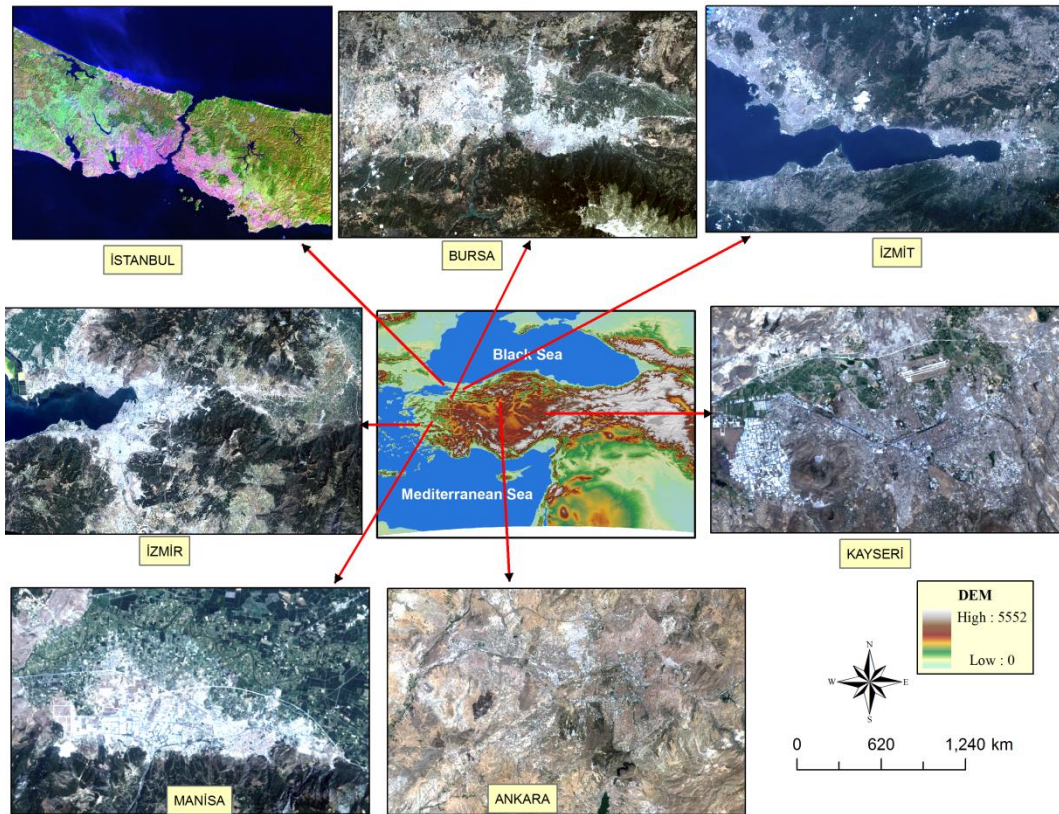 İSTANBUL
BURSA
İZMİT
Black Sea
Mediterranean Sea
İZMİR
KAYSERİ
MANİSA
ANKARA
DEM
High : 5552
Low : 0
N
W E
S
0 620 1,240 km